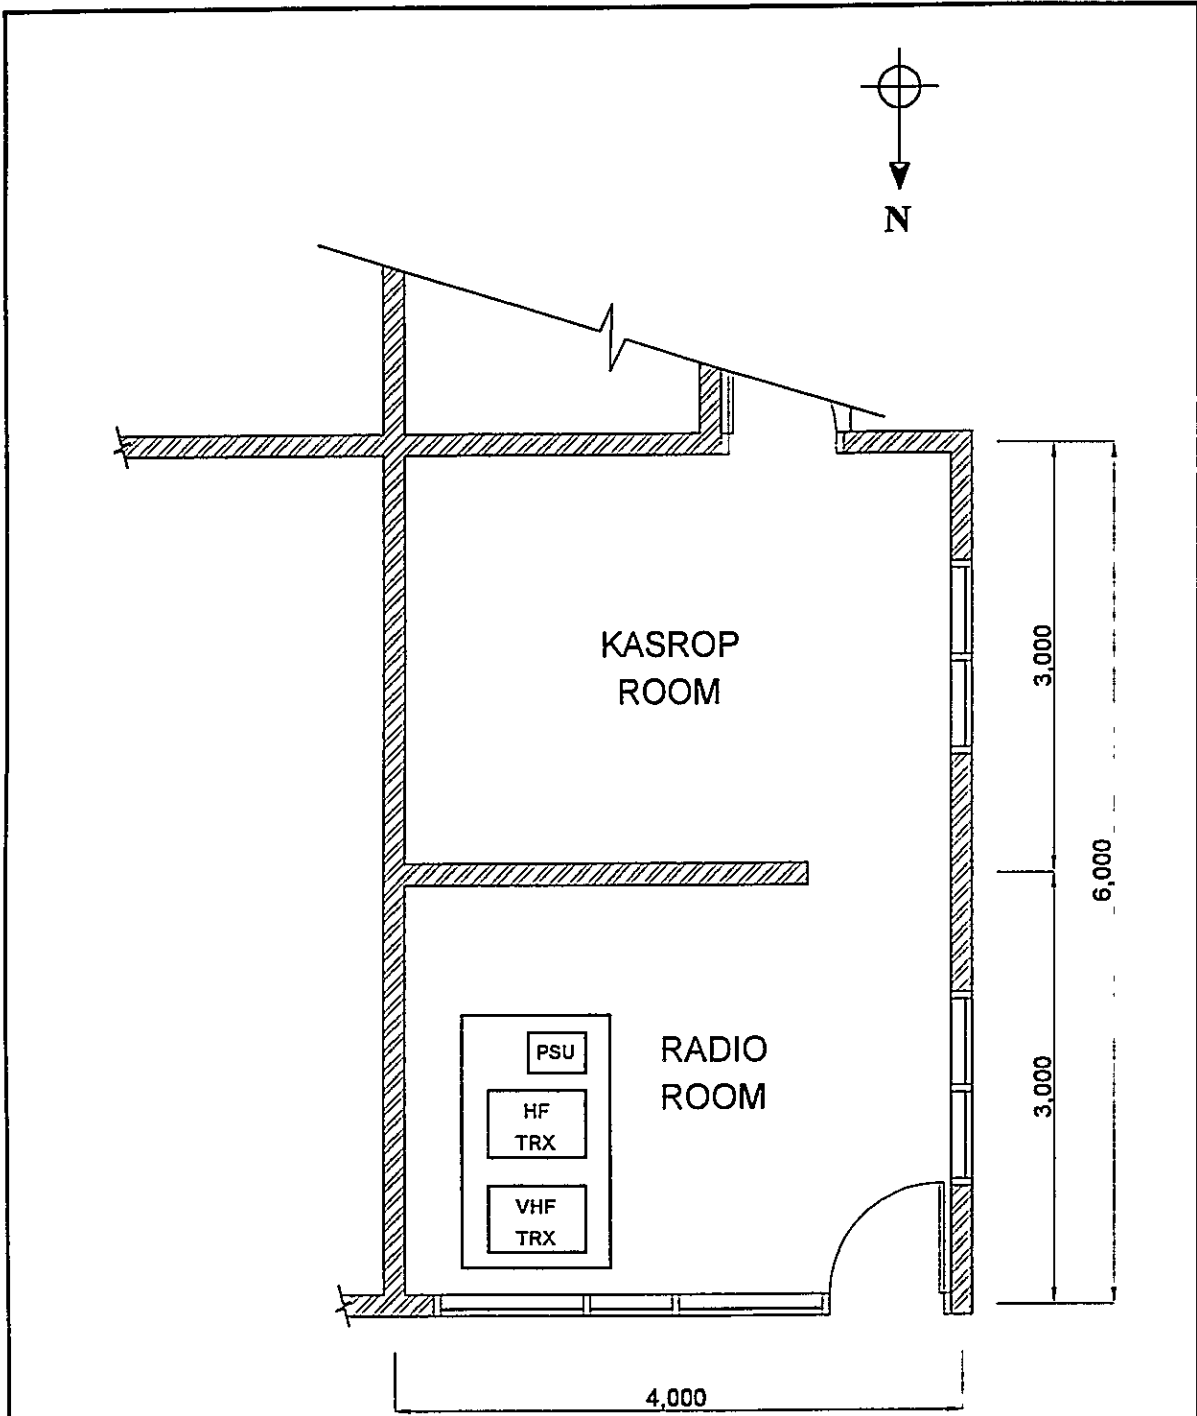 N
KASROP
ROOM
3,000
6,000
RADIO
ROOM
PSU
HF
TRX
VHF
TRX
3,000
4,000